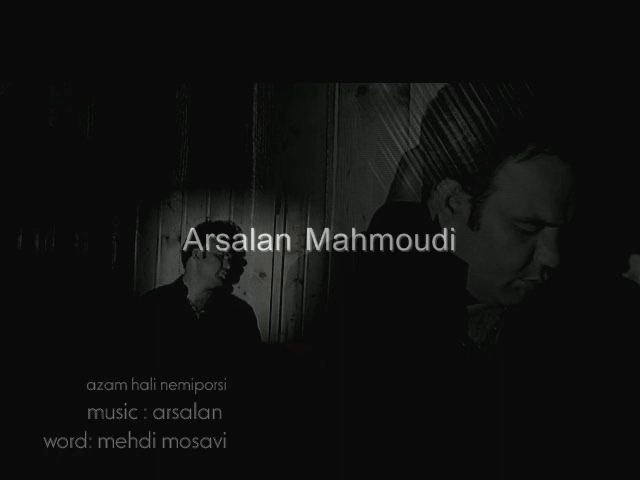 Arsalan Mahmoudi
azam hali nemiporsi
music : arsalan
word: mehdi mosavi